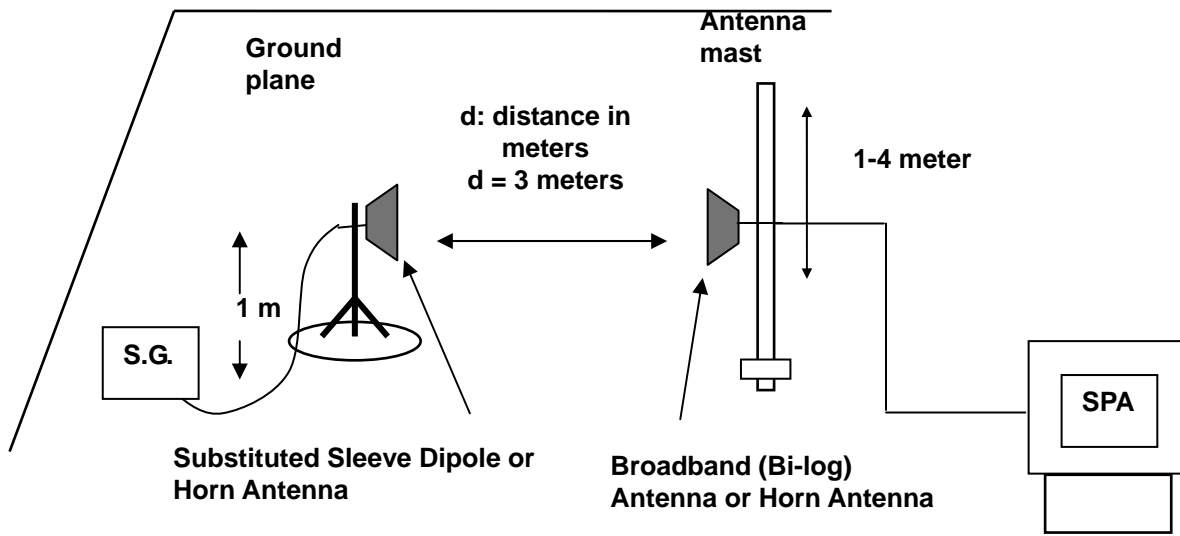 Ground
plane
Antenna
mast
d: distance in
meters
d = 3 meters
1-4 meter
1 m
S.G.
SPA
Substituted Sleeve Dipole or
Horn Antenna
Broadband (Bi-log)
Antenna or Horn Antenna